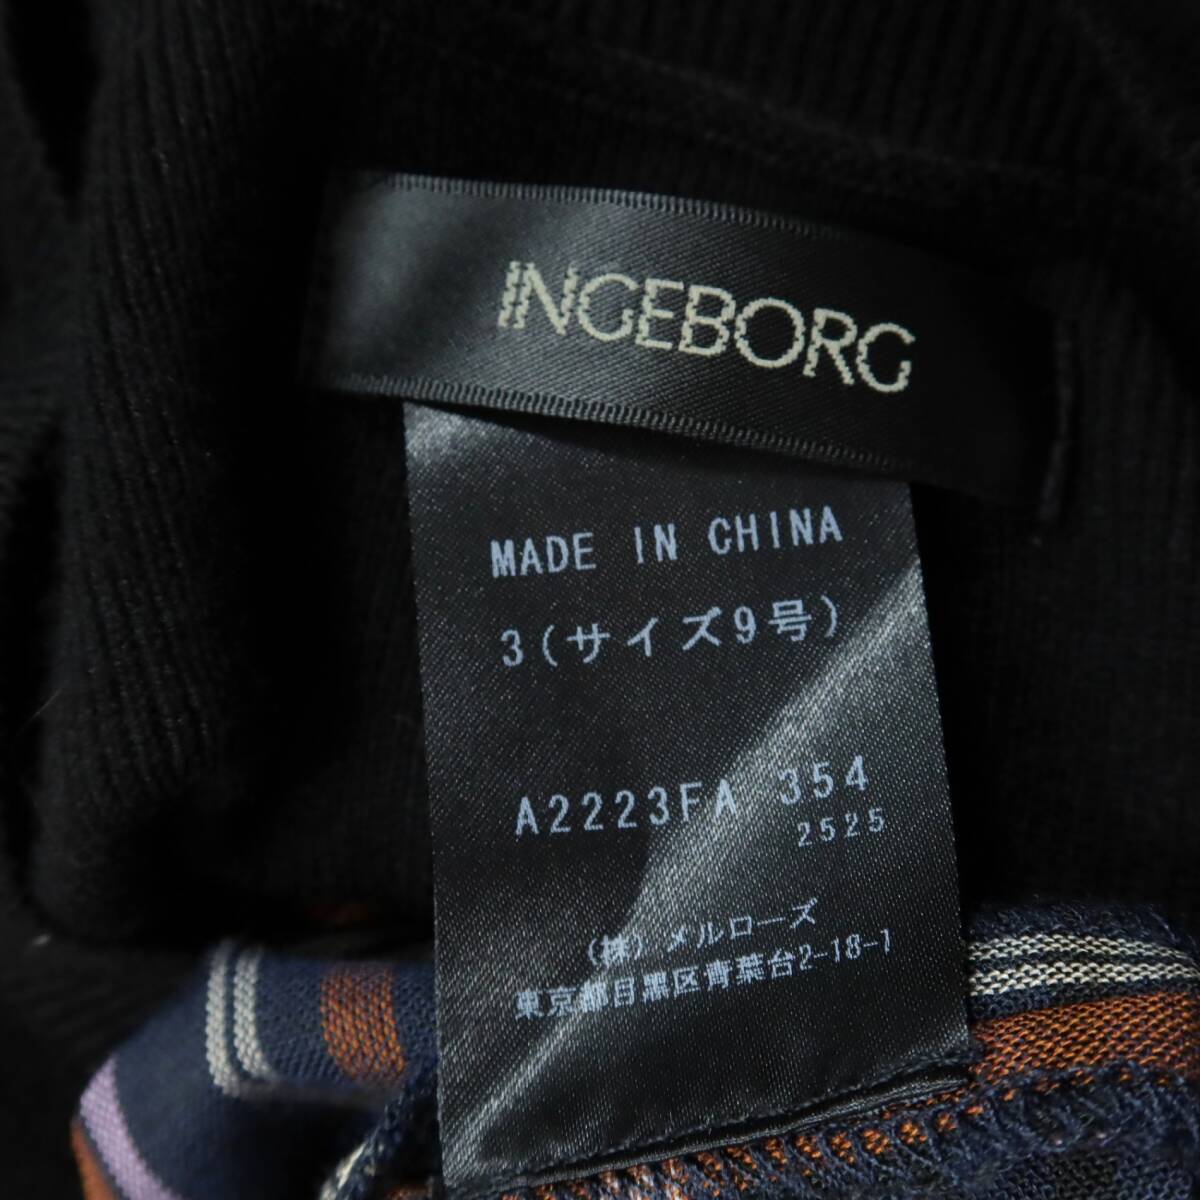 INGEBORG
MADE IN CHINA
3(サイズ9号)
A2223FA 354
2525
(株)メルローズ
東京都目黒区青葉台2-18-1